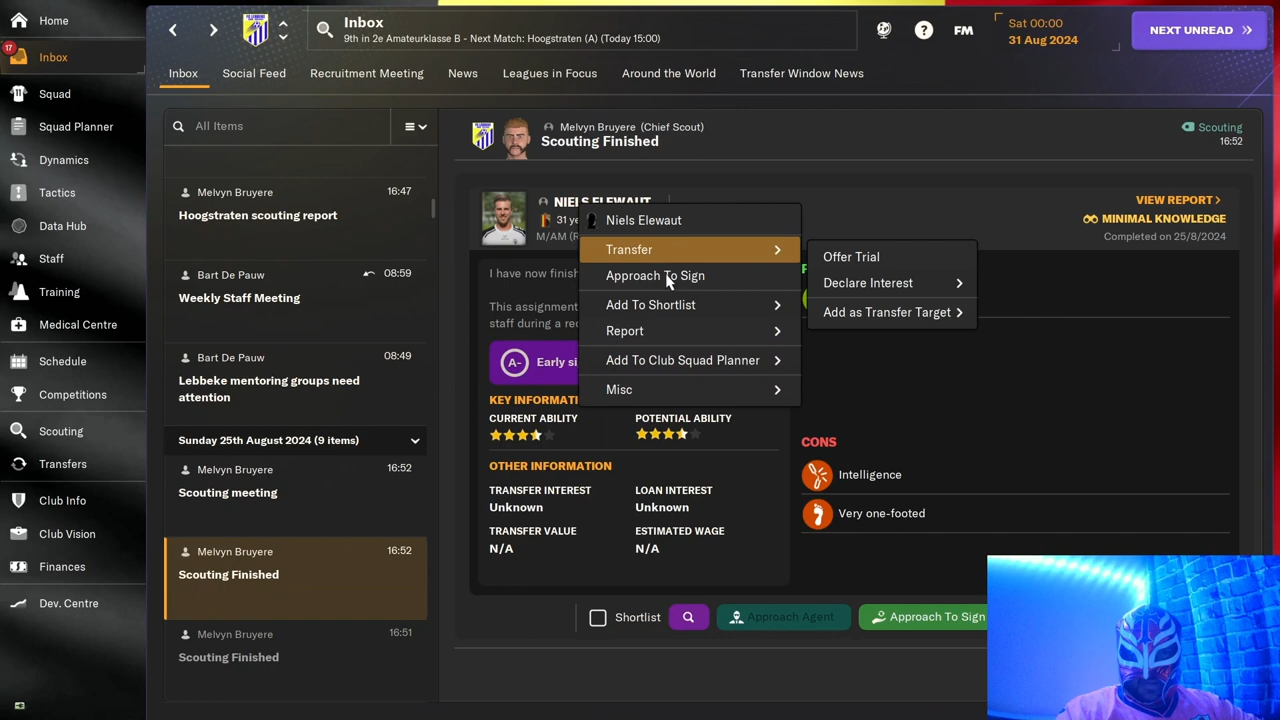 Home
17
Inbox
Squad
Squad Planner
Dynamics
Tactics
Data Hub
Staff
Training
Medical Centre
Schedule
Competitions
Scouting
Transfers
Club Info
Club Vision
Finances
Dev. Centre
Inbox
9th in 2e Amateurklasse B - Next Match: Hoogstraten (A) (Today 15:00)
?
FM
Sat 00:00
31 Aug 2024
NEXT UNREAD
Inbox
Social Feed
Recruitment Meeting
News
Leagues in Focus
Around the World
Transfer Window News
All Items
Melvyn Bruyere 16:47
Hoogstraten scouting report
Bart De Pauw 08:59
Weekly Staff Meeting
Bart De Pauw 08:49
Lebbeke mentoring groups need
attention
Sunday 25th August 2024 (9 items)
Melvyn Bruyere 16:52
Scouting meeting
Melvyn Bruyere 16:52
Scouting Finished
Melvyn Bruyere 16:51
Scouting Finished
Melvyn Bruyere (Chief Scout)
Scouting Finished
Scouting
16:52
NIELS ELEWAUT
31 ye
M/AM (R
VIEW REPORT
MINIMAL KNOWLEDGE
Completed on 25/8/2024
I have now finish
This assignment
staff during a re
A-
Early si
KEY INFORMATI
CURRENT ABILITY
POTENTIAL ABILITY
OTHER INFORMATION
TRANSFER INTEREST
Unknown
LOAN INTEREST
Unknown
TRANSFER VALUE
N/A
ESTIMATED WAGE
N/A
Niels Elewaut
Transfer
Approach To Sign
Add To Shortlist
Report
Add To Club Squad Planner
Misc
Offer Trial
Declare Interest
Add as Transfer Target
CONS
Intelligence
Very one-footed
Shortlist
Approach Agent
Approach To Sign